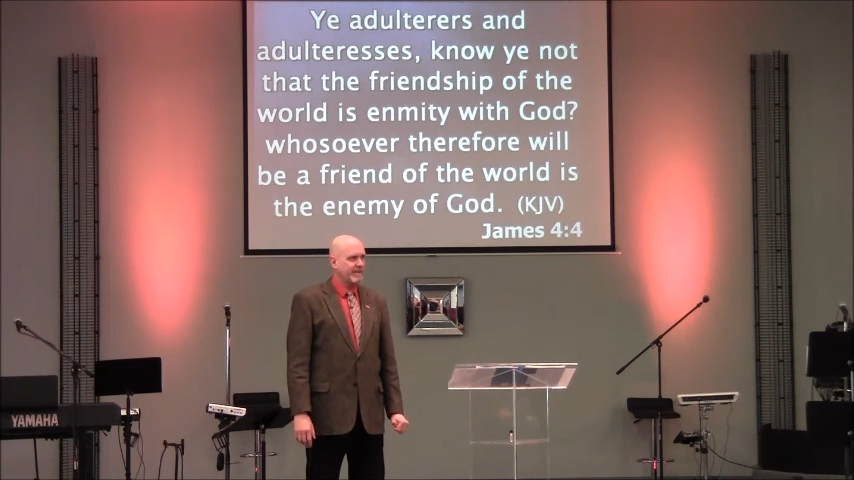 Ye adulterers and
adulteresses, know ye not
that the friendship of the
world is enmity with God?
whosoever therefore will
be a friend of the world is
the enemy of God. (KJV)
James 4:4
YAMAHA